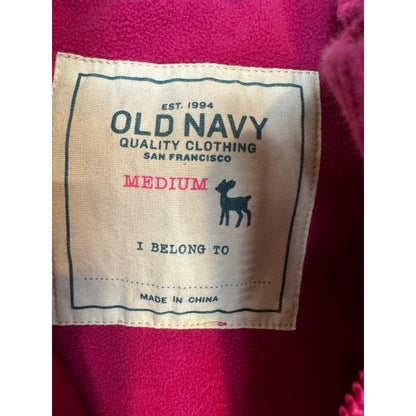 EST. 1994
OLD NAVY
QUALITY CLOTHING
SAN FRANCISCO
MEDIUM
I BELONG TO
MADE IN CHINA